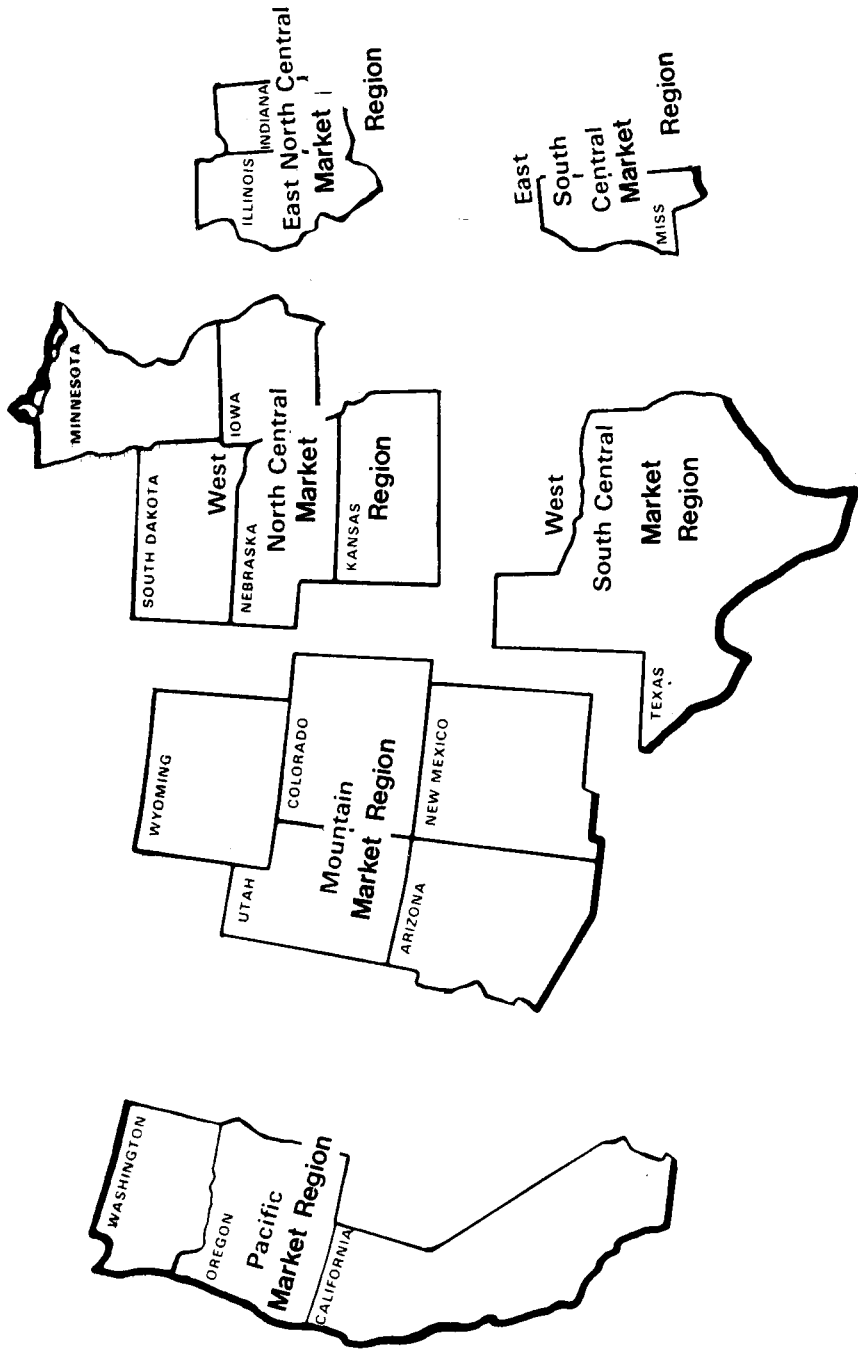 WASHINGTON
OREGON
Pacific
Market Region
CALIFORNIA
WYOMING
UTAH
COLORADO
Mountain
Market Region
ARIZONA
NEW MEXICO
MINNESOTA
SOUTH DAKOTA
West
IOWA
NEBRASKA
North Central
Market
KANSAS
Region
West
South Central
Market
Region
TEXAS
ILLINOIS
INDIANA
East North Central
Market
Region
East
South
Central
Market
Region
MISS